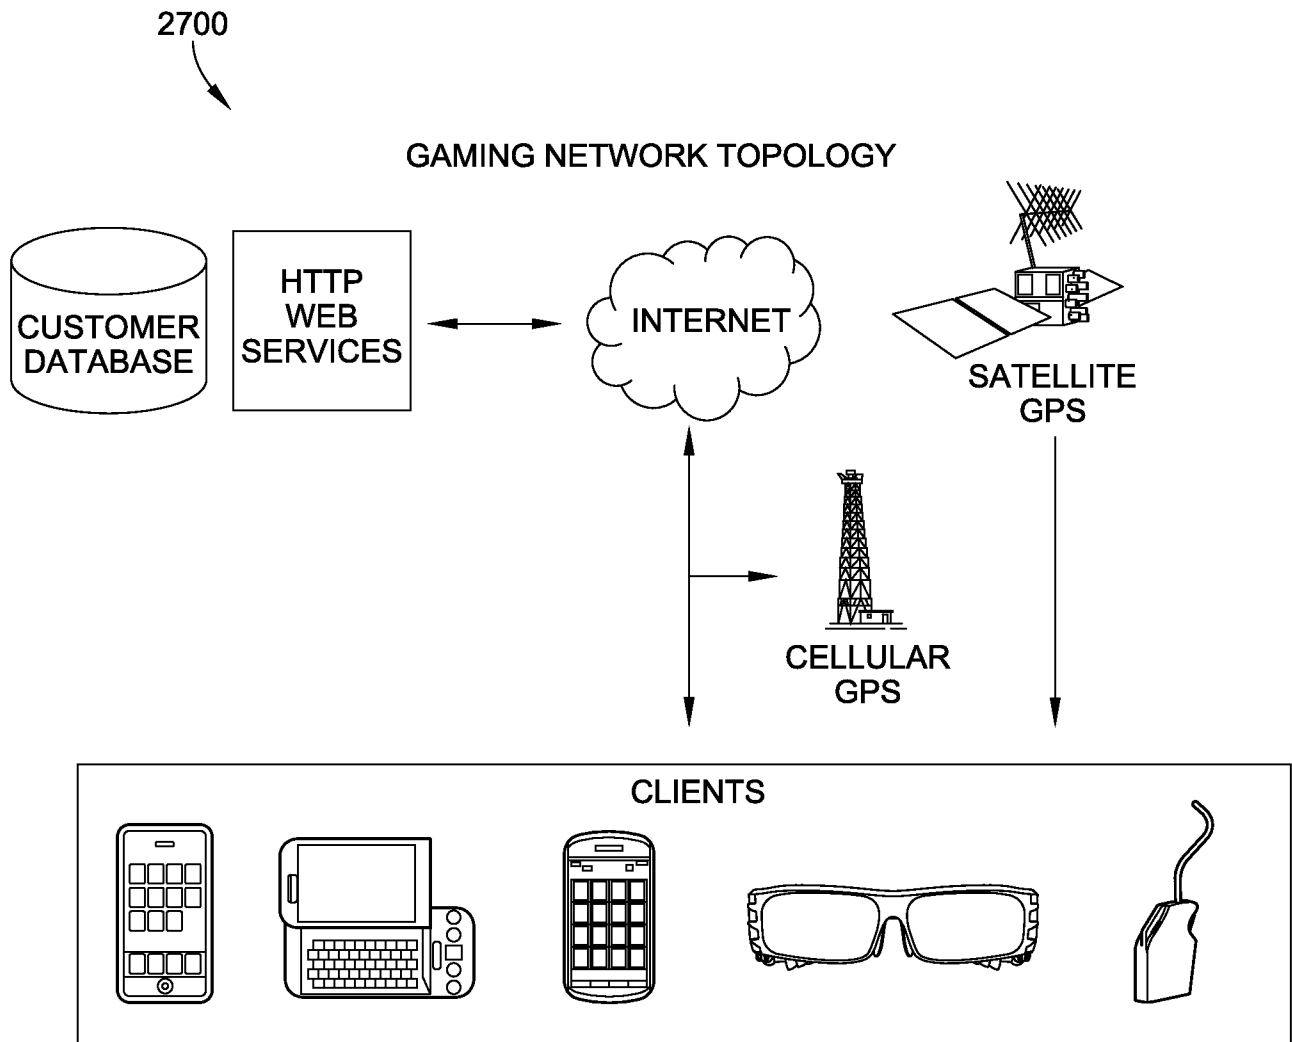 2700
GAMING NETWORK TOPOLOGY
CUSTOMER
DATABASE
HTTP
WEB
SERVICES
INTERNET
SATELLITE
GPS
CELLULAR
GPS
CLIENTS